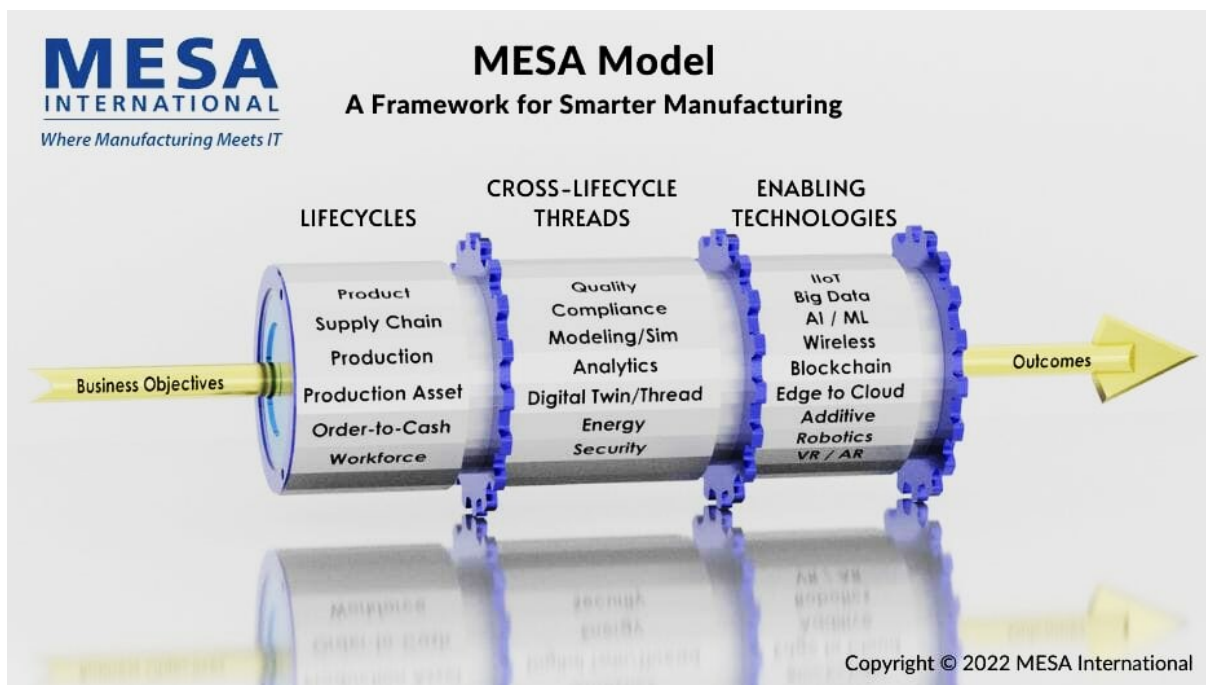 MESA
INTERNATIONAL
Where Manufacturing Meets IT
MESA Model
A Framework for Smarter Manufacturing
LIFECYCLES
CROSS-LIFECYCLE
THREADS
ENABLING
TECHNOLOGIES
Business Objectives
Product
Supply Chain
Production
Production Asset
Order-to-Cash
Workforce
Quality
Compliance
Modeling/Sim
Analytics
Digital Twin/Thread
Energy
Security
IIoT
Big Data
AI / ML
Wireless
Blockchain
Edge to Cloud
Additive
Robotics
VR / AR
Outcomes
Copyright © 2022 MESA International